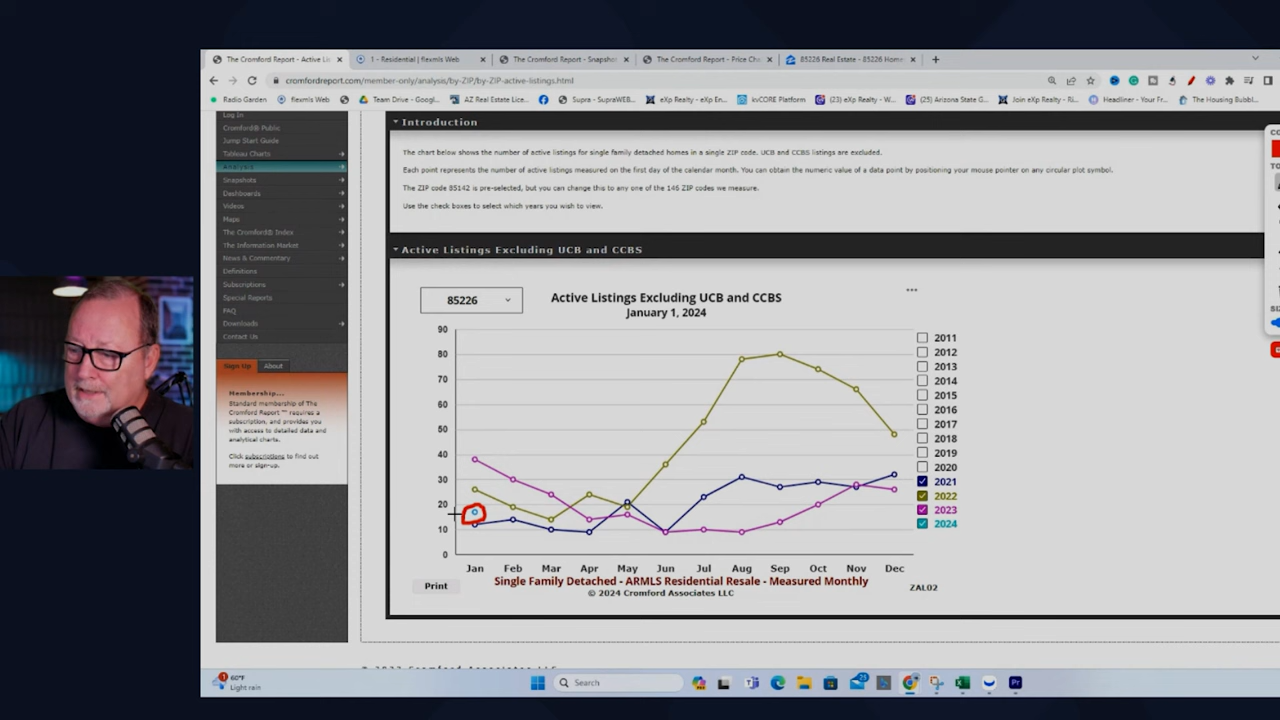 The Cromford Report - Active Li
1 - Residential | flexmls Web
The Cromford Report - Snapshor
The Cromford Report - Price Cha
85226 Real Estate - 85226 Home
cromfordreport.com/member-only/analysis/by-ZIP/by-ZIP-active-listings.html
Radio Garden
flexmls Web
Team Drive - Googl...
AZ Real Estate Lice...
Supra - SupraWEB...
eXp Realty - eXp En...
kvCORE Platform
(23) eXp Realty - W...
(25) Arizona State G...
Join eXp Realty - Ri...
Headliner - Your Fr...
The Housing Bubbl...
Log In
Cromford® Public
Jump Start Guide
Tableau Charts
Analysis
Snapshots
Dashboards
Videos
Maps
The Cromford® Index
The Information Market
News & Commentary
Definitions
Subscriptions
Special Reports
FAQ
Downloads
Contact Us
Sign Up
About
Membership...
Standard membership of The
Cromford Report ™ requires a
subscription, and provides you
with access to detailed data and
analytical charts.
Click subscriptions to find out
more or sign-up.
Introduction
The chart below shows the number of active listings for single family detached homes in a single ZIP code. UCB and CCBS listings are excluded.
Each point represents the number of active listings measured on the first day of the calendar month. You can obtain the numeric value of a data point by positioning your mouse pointer on any circular plot symbol.
The ZIP code 85142 is pre-selected, but you can change this to any one of the 146 ZIP codes we measure.
Use the check boxes to select which years you wish to view.
Active Listings Excluding UCB and CCBS
85226
Active Listings Excluding UCB and CCBS
January 1, 2024
90
80
70
60
50
40
30
20
10
0
Jan Feb Mar Apr May Jun Jul Aug Sep Oct Nov Dec
2011
2012
2013
2014
2015
2016
2017
2018
2019
2020
2021
2022
2023
2024
Print
Single Family Detached - ARMLS Residential Resale - Measured Monthly
© 2024 Cromford Associates LLC
ZAL02
60°F
Light rain
Search